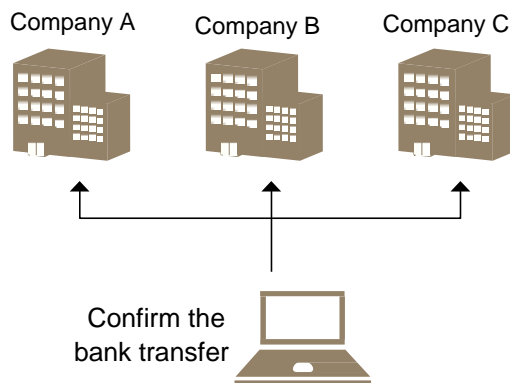 Company A
Company B
Company C
Confirm the
bank transfer